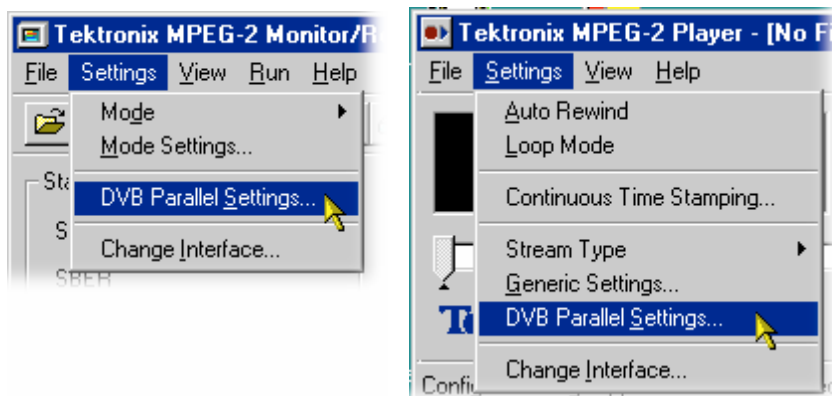 Tektronix MPEG-2 Monitor/R
File Settings View Run Help
Mode
Mode Settings...
Sta
DVB Parallel Settings...
S
Change Interface...
SBER
Tektronix MPEG-2 Player - [No Fi
File Settings View Help
Auto Rewind
Loop Mode
Continuous Time Stamping...
Stream Type
Generic Settings...
DVB Parallel Settings...
Change Interface...
Confi